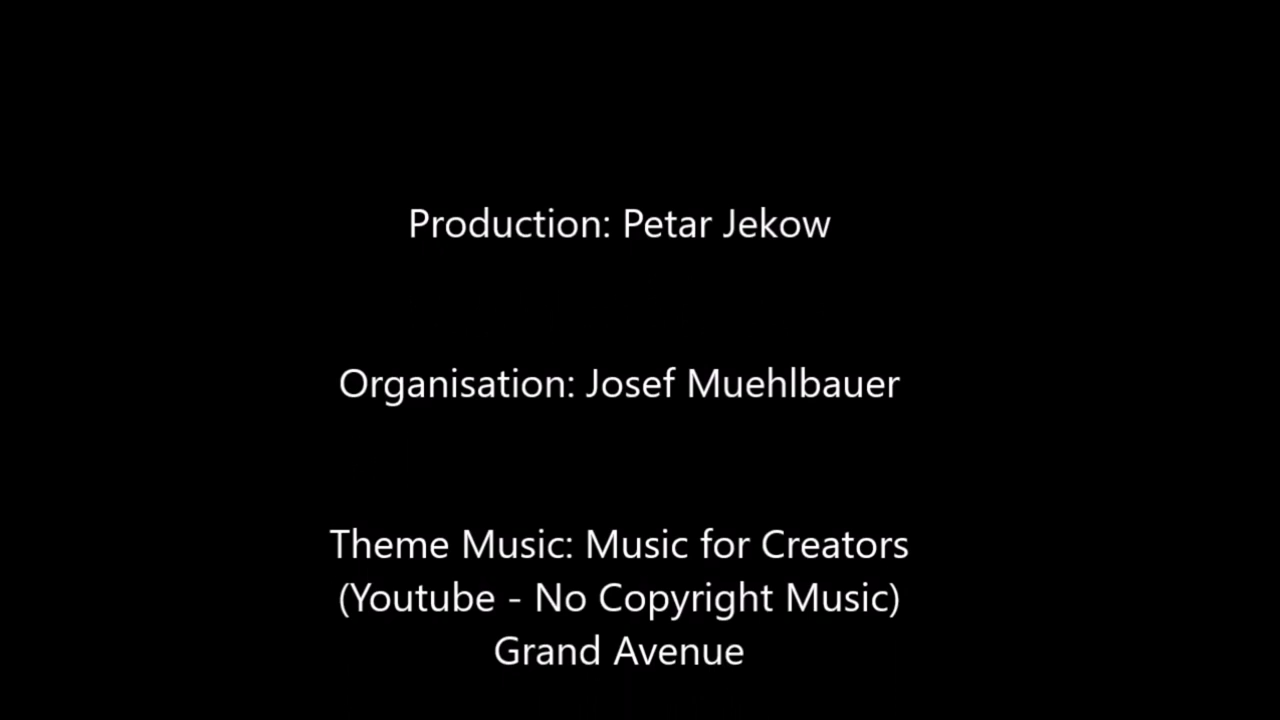 Production: Petar Jekow
Organisation: Josef Muehlbauer
Theme Music: Music for Creators
(Youtube - No Copyright Music)
Grand Avenue